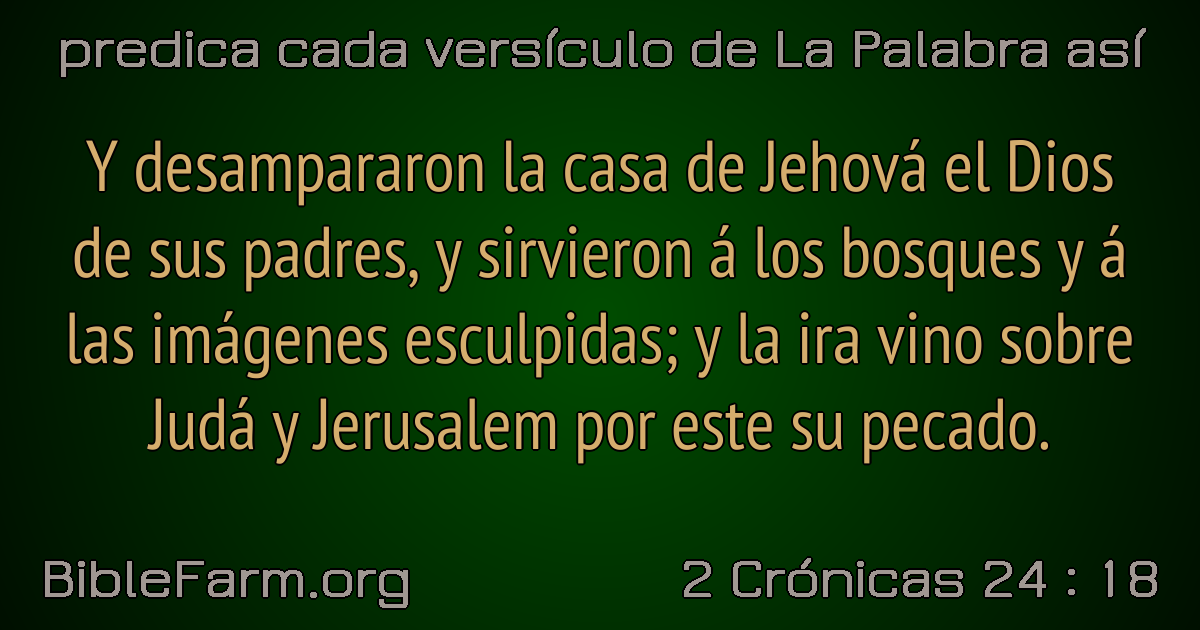 predica cada versículo de La Palabra así
Y desampararon la casa de Jehová el Dios
de sus padres, y sirvieron á los bosques y á
las imágenes esculpidas; y la ira vino sobre
Judá y Jerusalem por este su pecado.
BibleFarm.org
2 Crónicas 24 : 18